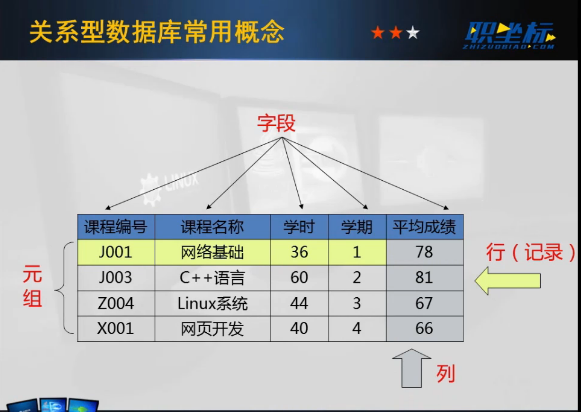 关系型数据库常用概念
职坐标
ZHIZUOBIAO.COM
字段
LINUX
课程编号 课程名称 学时 学期 平均成绩
J001 网络基础 36 1 78
J003 C++语言 60 2 81
Z004 Linux系统 44 3 67
X001 网页开发 40 4 66
元组
行（记录）
列